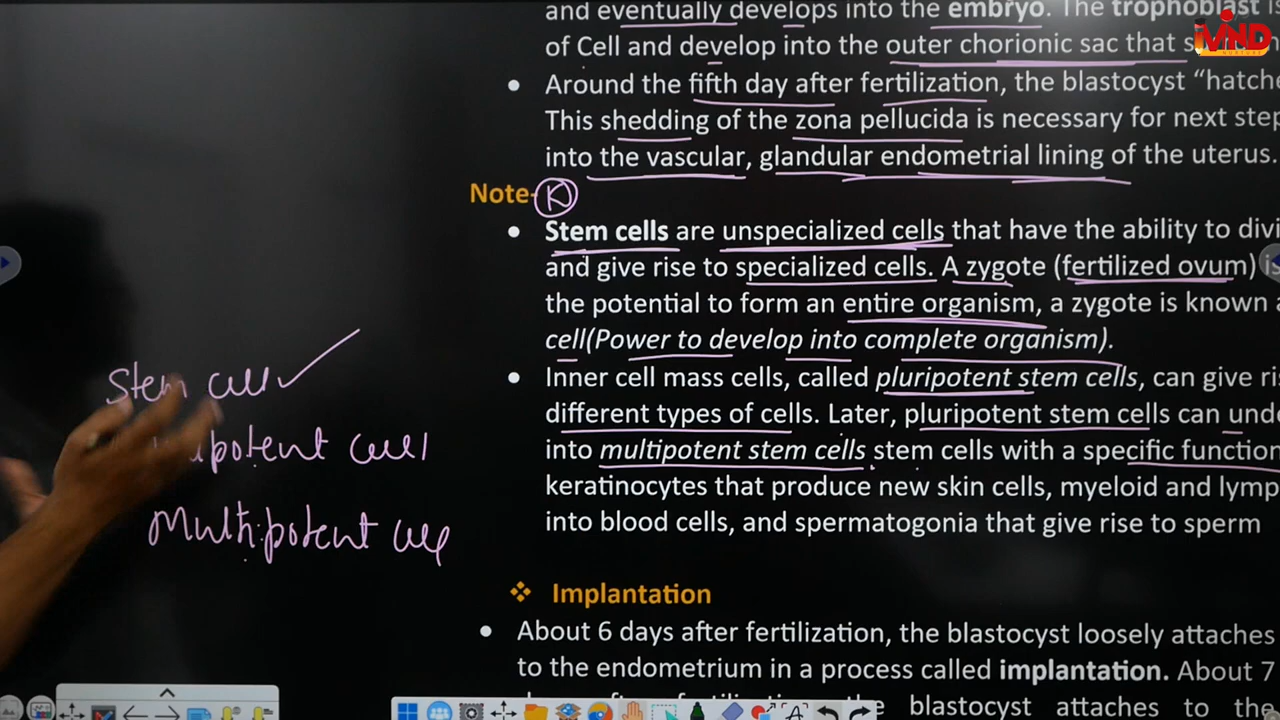 and eventually develops into the embryo. The trophoblast
of Cell and develop into the outer chorionic sac that
• Around the fifth day after fertilization, the blastocyst “hatche
This shedding of the zona pellucida is necessary for next step
into the vascular, glandular endometrial lining of the uterus.
Note- K
• Stem cells are unspecialized cells that have the ability to divi
and give rise to specialized cells. A zygote (fertilized ovum)
the potential to form an entire organism, a zygote is known
cell(Power to develop into complete organism).
• Inner cell mass cells, called pluripotent stem cells, can give ri
different types of cells. Later, pluripotent stem cells can und
into multipotent stem cells stem cells with a specific function
keratinocytes that produce new skin cells, myeloid and lymp
into blood cells, and spermatogonia that give rise to sperm
Stem cell
potent cell
Multipotent cell
❖ Implantation
• About 6 days after fertilization, the blastocyst loosely attaches
to the endometrium in a process called implantation. About 7
blastocyst attaches to the
MIND